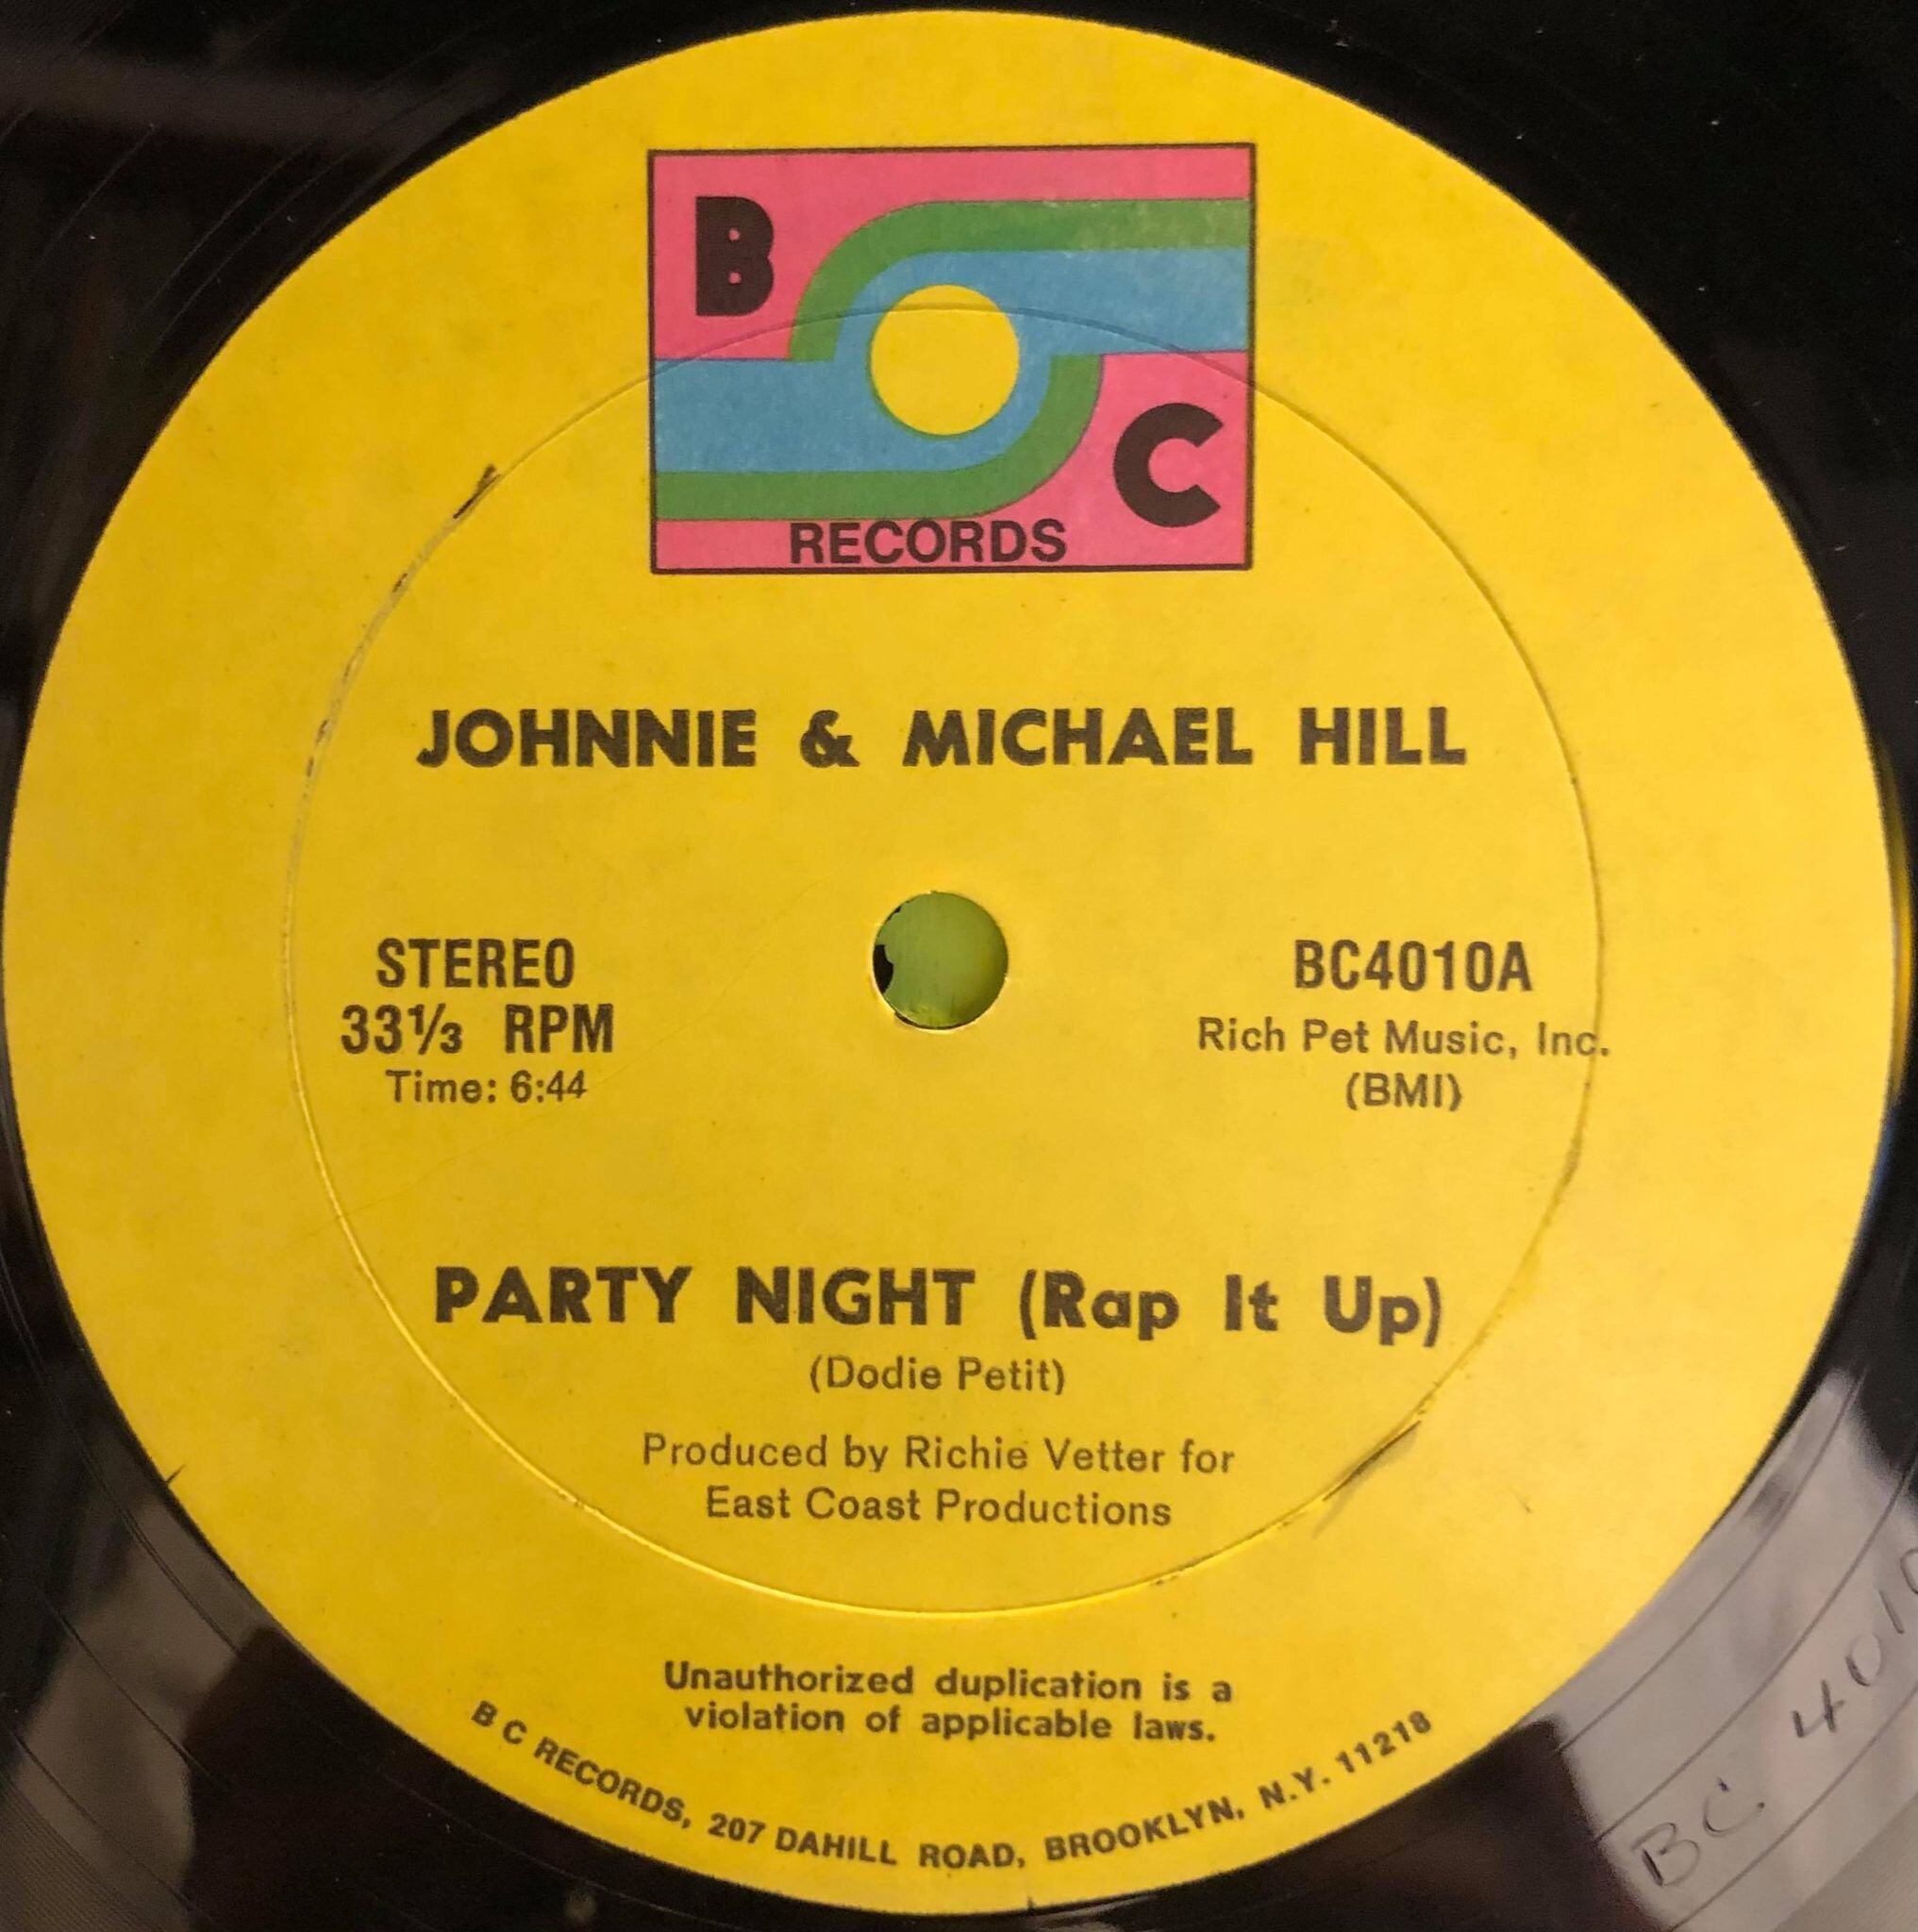 B
C
RECORDS
JOHNNIE & MICHAEL HILL
STEREO
33⅓ RPM
Time: 6:44
BC4010A
Rich Pet Music, Inc.
(BMI)
PARTY NIGHT (Rap It Up)
(Dodie Petit)
Produced by Richie Vetter for
East Coast Productions
Unauthorized duplication is a
violation of applicable laws.
B C RECORDS, 207 DAHILL ROAD, BROOKLYN, N.Y. 11218
BC 4010